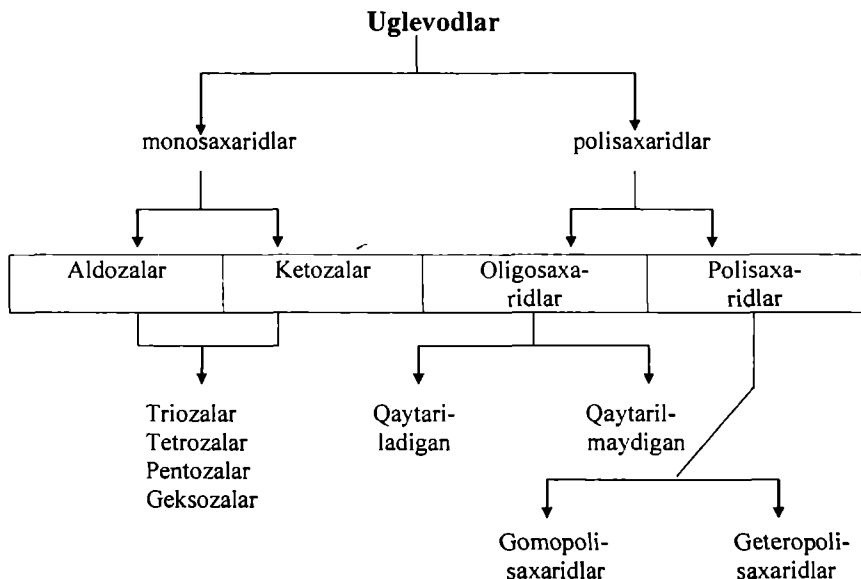 Uglevodlar
monosaxaridlar
polisaxaridlar
Aldozalar
Ketozalar
Oligosaxa-
ridlar
Polisaxa-
ridlar
Triozalar
Tetrozalar
Pentozalar
Geksozalar
Qaytari-
ladigan
Qaytaril-
maydigan
Gomopoli-
saxaridlar
Geteropoli-
saxaridlar